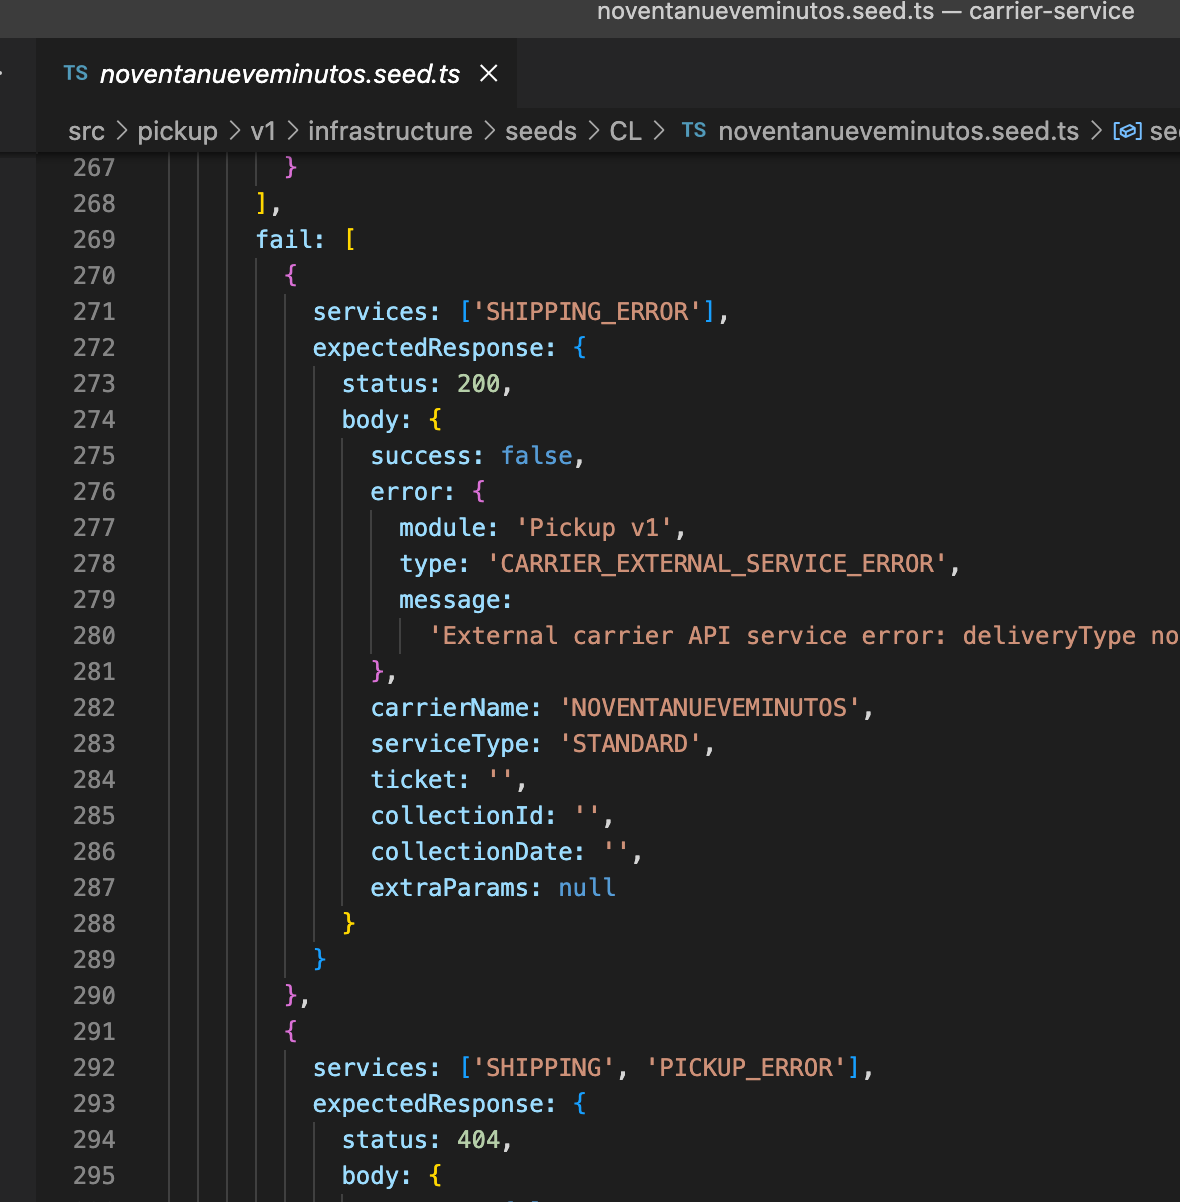 noventanueveminutos.seed.ts — carrier-service
TS noventanueveminutos.seed.ts ×
src > pickup > v1 > infrastructure > seeds > CL > TS noventanueveminutos.seed.ts >
267 }
268 ],
269 fail: [
270 {
271 services: ['SHIPPING_ERROR'],
272 expectedResponse: {
273 status: 200,
274 body: {
275 success: false,
276 error: {
277 module: 'Pickup v1',
278 type: 'CARRIER_EXTERNAL_SERVICE_ERROR',
279 message:
280 'External carrier API service error: deliveryType no
281 },
282 carrierName: 'NOVENTANUEVEMINUTOS',
283 serviceType: 'STANDARD',
284 ticket: '',
285 collectionId: '',
286 collectionDate: '',
287 extraParams: null
288 }
289 }
290 },
291 {
292 services: ['SHIPPING', 'PICKUP_ERROR'],
293 expectedResponse: {
294 status: 404,
295 body: {